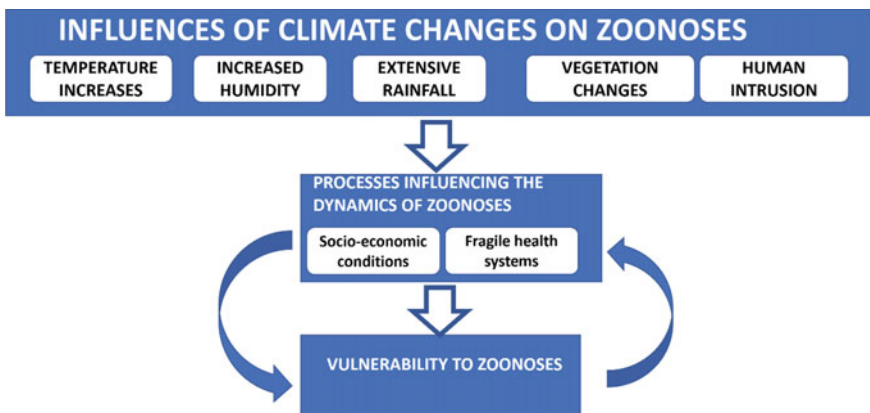 INFLUENCES OF CLIMATE CHANGES ON ZOONOSES
TEMPERATURE
INCREASES
INCREASED
HUMIDITY
EXTENSIVE
RAINFALL
VEGETATION
CHANGES
HUMAN
INTRUSION
PROCESSES INFLUENCING THE
DYNAMICS OF ZOONOSES
Socio-economic
conditions
Fragile health
systems
VULNERABILITY TO ZOONOSES